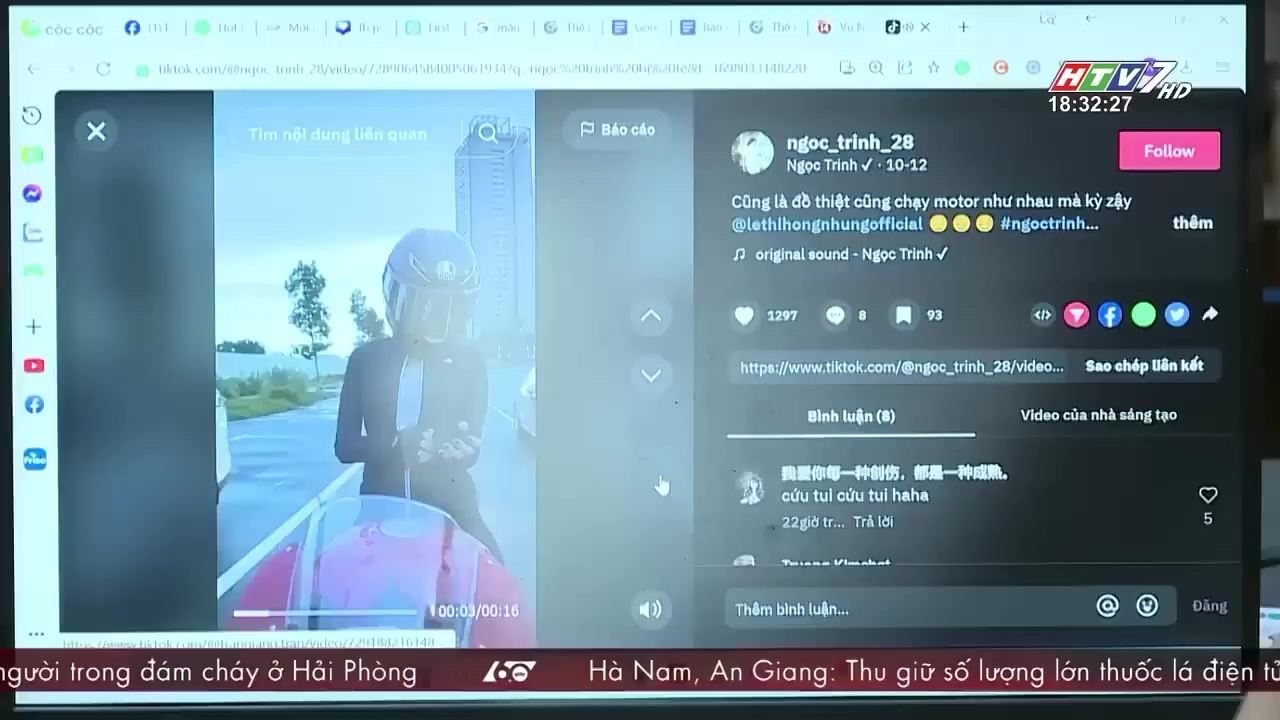 cốc cốc
tiktok.com/@ngoc_trinh_28/video/
HTV7 HD
18:32:27
Tìm nội dung liên quan
Báo cáo
ngoc_trinh_28
Ngọc Trinh ✓ · 10-12
Follow
Cũng là đồ thiệt cũng chạy motor như nhau mà kỳ zậy
@lethihongnhungofficial #ngoctrinh...
thêm
original sound - Ngọc Trinh ✓
1297
8
93
https://www.tiktok.com/@ngoc_trinh_28/video...
Sao chép liên kết
Bình luận (8)
Video của nhà sáng tạo
我爱你每一种创伤，都是一种成熟。
cứu tui cứu tui haha
22giờ tr... Trả lời
5
00:03/00:16
Thêm bình luận...
Đăng
người trong đám cháy ở Hải Phòng
60 giây
Hà Nam, An Giang: Thu giữ số lượng lớn thuốc lá điện tử